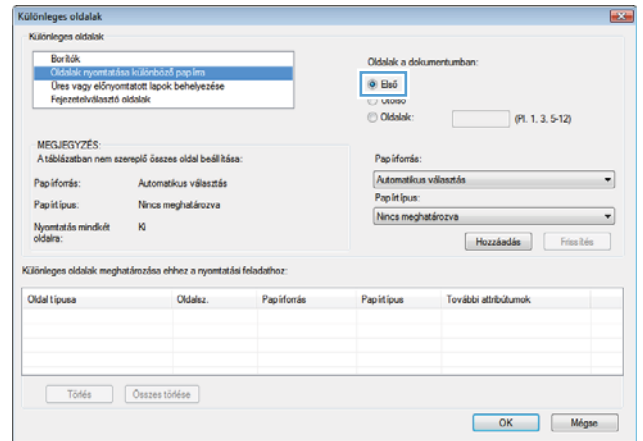 Különleges oldalak
Különleges oldalak
Borítók
Oldalak nyomtatása különböző papírra
Üres vagy előnyomtatott lapok behelyezése
Fejezetelválasztó oldalak
Oldalak a dokumentumban:
Első
Utolsó
Oldalak:
(Pl. 1, 3, 5-12)
MEGJEGYZÉS:
A táblázatban nem szereplő összes oldal beállítása:
Papírforrás: Automatikus választás
Papírtípus: Nincs meghatározva
Nyomtatás mindkét oldalra: Ki
Papírforrás:
Automatikus választás
Papírtípus:
Nincs meghatározva
Hozzáadás Frissítés
Különleges oldalak meghatározása ehhez a nyomtatási feladathoz:
Oldal típusa Oldalsz. Papírforrás Papírtípus További attribútumok
Törlés Összes törlése
OK Mégse